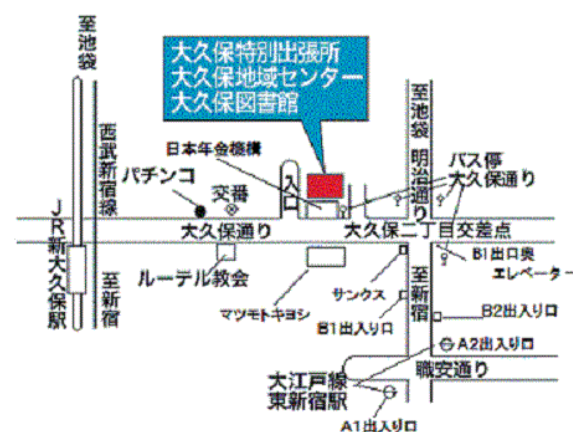 至池袋
大久保特別出張所
大久保地域センター
大久保図書館
至池袋
西武新宿線
日本年金機構
明治通り
バス停
大久保通り
パチンコ
交番
入口
大久保通り
大久保二丁目交差点
JR新大久保駅
至新宿
ルーテル教会
マツモトキヨシ
サンクス
B1出入り口
至新宿
B1出口奥
エレベーター
B2出入り口
A2出入り口
職安通り
大江戸線
東新宿駅
A1出入り口